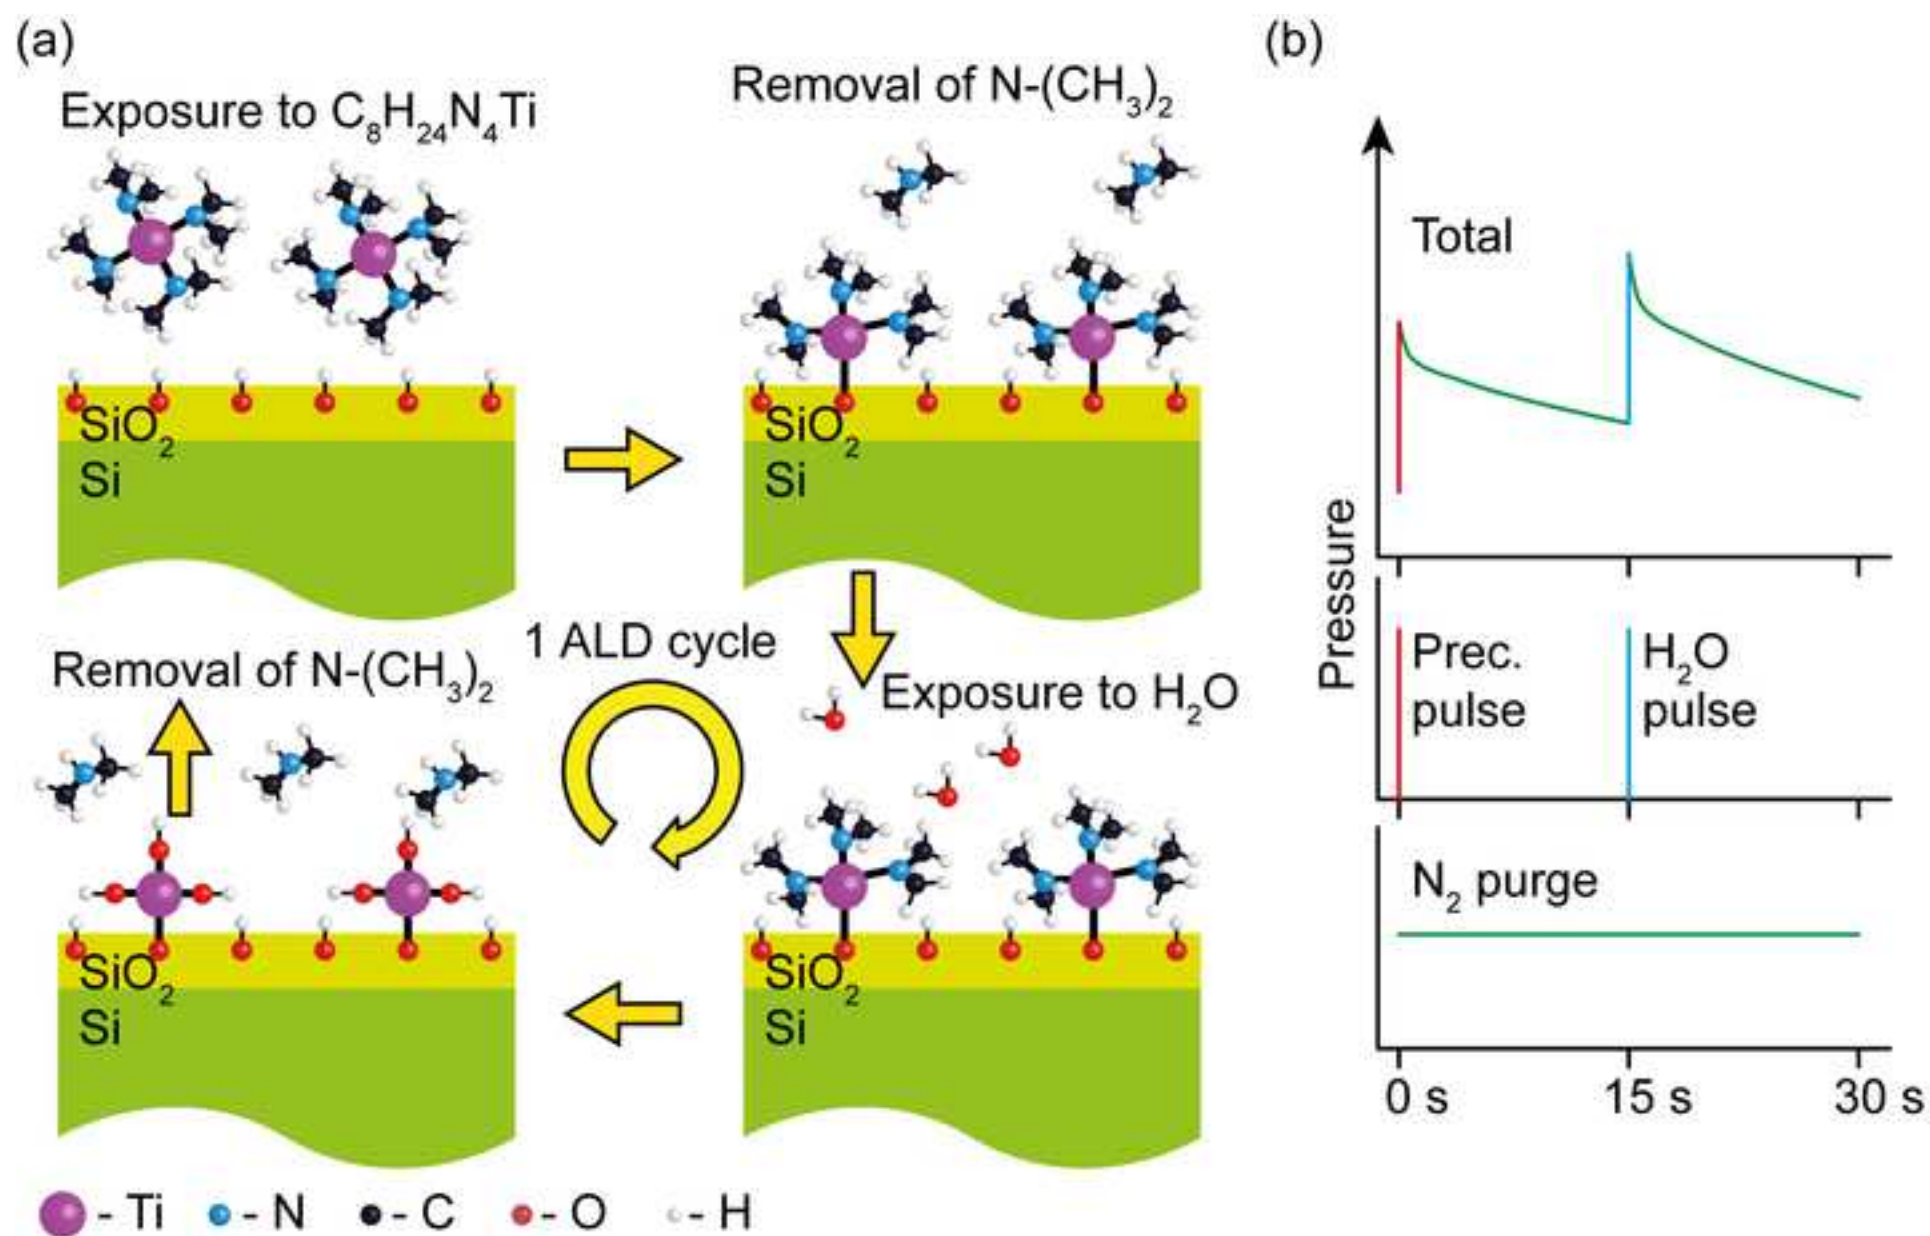 (a)
Exposure to C₈H₂₄N₄Ti
SiO₂
Si
Removal of N-(CH₃)₂
SiO₂
Si
1 ALD cycle
Removal of N-(CH₃)₂
SiO₂
Si
Exposure to H₂O
SiO₂
Si
- Ti - N - C - O - H
(b)
Pressure
Total
Prec.
pulse
H₂O
pulse
N₂ purge
0 s 15 s 30 s